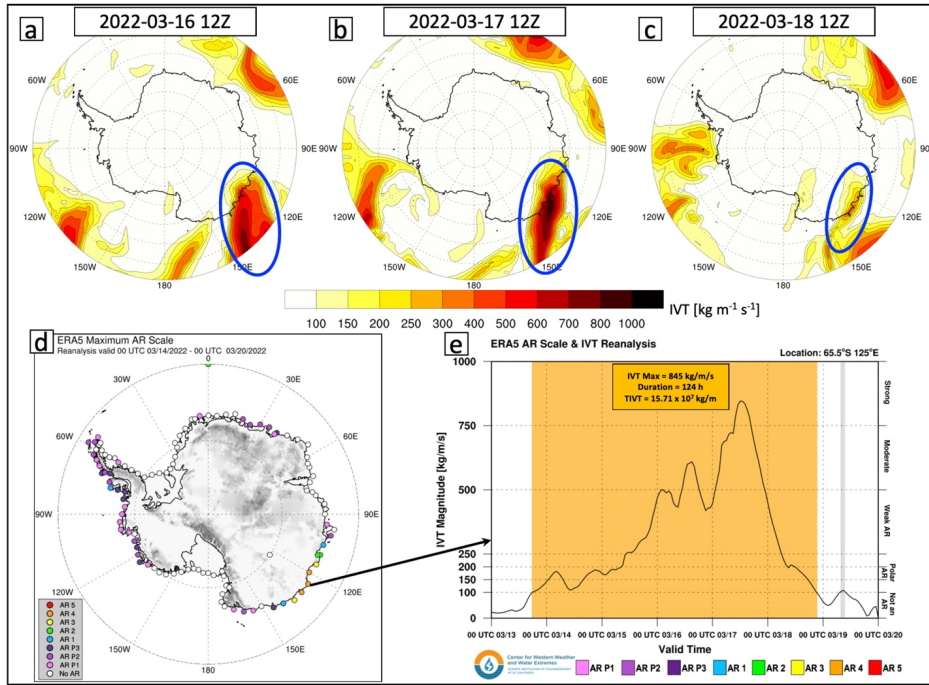 a
2022-03-16 12Z
b
2022-03-17 12Z
c
2022-03-18 12Z
60W
60E
90W
90E
120W
120E
150W
180
150E
60W
60E
90W
90E
120W
120E
150W
180
150E
60W
60E
90W
90E
120W
120E
150W
180
150E
100 150 200 250 300 400 500 600 700 800 1000
IVT [kg m⁻¹ s⁻¹]
d
ERA5 Maximum AR Scale
Reanalysis valid 00 UTC 03/14/2022 - 00 UTC 03/20/2022
0
30W
30E
60W
60E
90W
90E
120W
120E
150W
150E
180
AR 5
AR 4
AR 3
AR 2
AR 1
AR P3
AR P2
AR P1
No AR
e
ERA5 AR Scale & IVT Reanalysis
Location: 65.5°S 125°E
IVT Max = 845 kg/m/s
Duration = 124 h
TIVT = 15.71 x 10⁷ kg/m
IVT Magnitude [kg/m/s]
1000
750
500
250
200
150
100
0
Strong
Moderate
Weak AR
Polar AR
Not an AR
00 UTC 03/13 00 UTC 03/14 00 UTC 03/15 00 UTC 03/16 00 UTC 03/17 00 UTC 03/18 00 UTC 03/19 00 UTC 03/20
Valid Time
Center for Western Weather
and Water Extremes
AR P1 AR P2 AR P3 AR 1 AR 2 AR 3 AR 4 AR 5